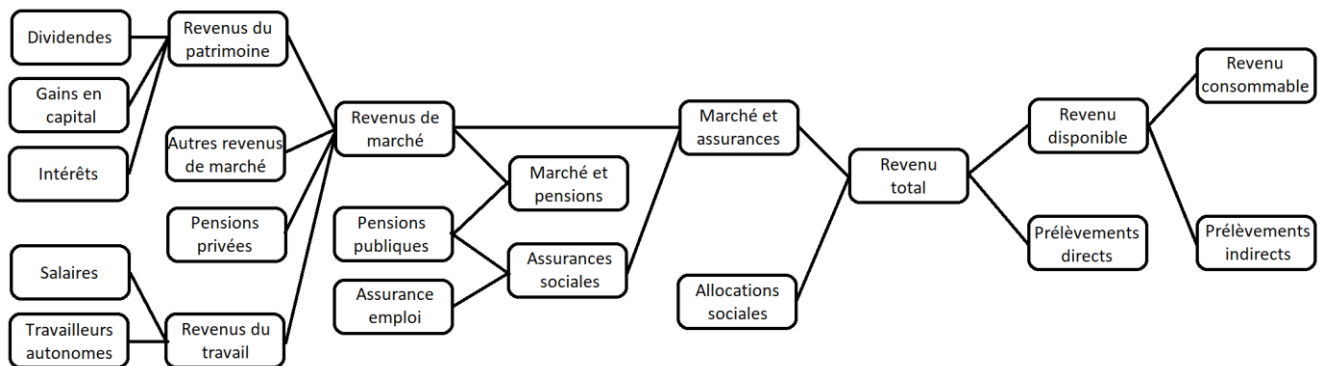 Dividendes
Gains en
capital
Intérêts
Salaires
Travailleurs
autonomes
Revenus du
patrimoine
Autres revenus
de marché
Pensions
privées
Revenus du
travail
Revenus de
marché
Pensions
publiques
Assurance
emploi
Marché et
pensions
Assurances
sociales
Marché et
assurances
Allocations
sociales
Revenu
total
Revenu
disponible
Prélèvements
directs
Revenu
consommable
Prélèvements
indirects